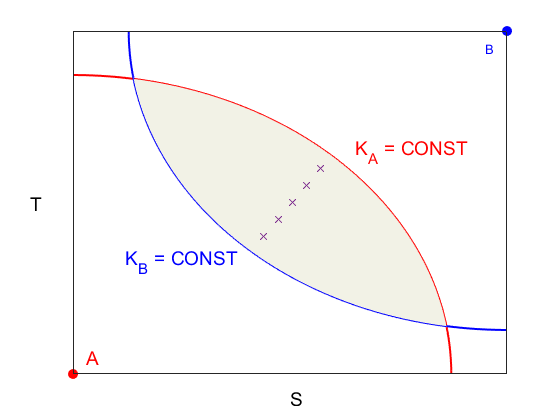 B
K_A = CONST
T
K_B = CONST
A
S